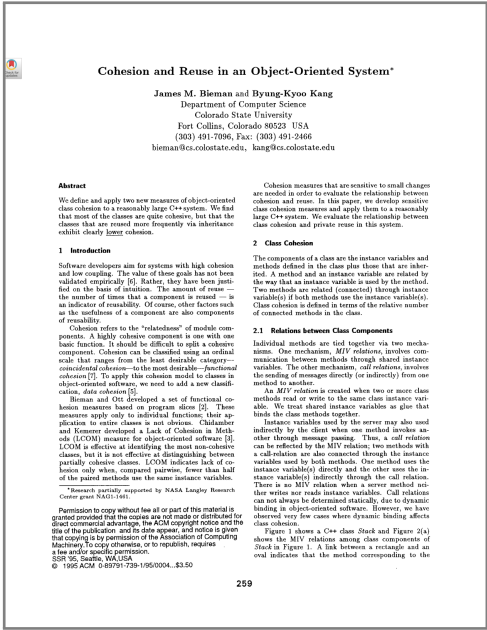 Cohesion and Reuse in an Object-Oriented System*
James M. Bieman and Byung-Kyoo Kang
Department of Computer Science
Colorado State University
Fort Collins, Colorado 80523 USA
(303) 491-7096, Fax: (303) 491-2466
bieman@cs.colostate.edu, kang@cs.colostate.edu
Abstract
We define and apply two new measures of object-oriented
class cohesion to a reasonably large C++ system. We find
that most of the classes are quite cohesive, but that the
classes that are reused more frequently via inheritance
exhibit clearly lower cohesion.
1 Introduction
Software developers aim for systems with high cohesion
and low coupling. The value of these goals has not been
validated empirically [6]. Rather, they have been justi-
fied on the basis of intuition. The amount of reuse —
the number of times that a component is reused — is
an indicator of reusability. Of course, other factors such
as the usefulness of a component are also components
of reusability.
Cohesion refers to the "relatedness" of module com-
ponents. A highly cohesive component is one with one
basic function. It should be difficult to split a cohesive
component. Cohesion can be classified using an ordinal
scale that ranges from the least desirable category—
coincidental cohesion—to the most desirable—functional
cohesion [7]. To apply this cohesion model to classes in
object-oriented software, we need to add a new classifi-
cation, data cohesion [5].
Bieman and Ott developed a set of functional co-
hesion measures based on program slices [2]. These
measures apply only to individual functions; their ap-
plication to entire classes is not obvious. Chidamber
and Kemerer developed a Lack of Cohesion in Meth-
ods (LCOM) measure for object-oriented software [3].
LCOM is effective at identifying the most non-cohesive
classes, but it is not effective at distinguishing between
partially cohesive classes. LCOM indicates lack of co-
hesion only when, compared pairwise, fewer than half
of the paired methods use the same instance variables.
*Research partially supported by NASA Langley Research
Center grant NAG1-1461.
Permission to copy without fee all or part of this material is
granted provided that the copies are not made or distributed for
direct commercial advantage, the ACM copyright notice and the
title of the publication and its date appear, and notice is given
that copying is by permission of the Association of Computing
Machinery. To copy otherwise, or to republish, requires
a fee and/or specific permission.
SSR '95, Seattle, WA, USA
© 1995 ACM 0-89791-739-1/95/0004...$3.50
Cohesion measures that are sensitive to small changes
are needed in order to evaluate the relationship between
cohesion and reuse. In this paper, we develop sensitive
class cohesion measures and apply them to a reasonably
large C++ system. We evaluate the relationship between
class cohesion and private reuse in this system.
2 Class Cohesion
The components of a class are the instance variables and
methods defined in the class plus those that are inher-
ited. A method and an instance variable are related by
the way that an instance variable is used by the method.
Two methods are related (connected) through instance
variable(s) if both methods use the instance variable(s).
Class cohesion is defined in terms of the relative number
of connected methods in the class.
2.1 Relations between Class Components
Individual methods are tied together via two mecha-
nisms. One mechanism, MIV relations, involves com-
munication between methods through shared instance
variables. The other mechanism, call relations, involves
the sending of messages directly (or indirectly) from one
method to another.
An MIV relation is created when two or more class
methods read or write to the same class instance vari-
able. We treat shared instance variables as glue that
binds the class methods together.
Instance variables used by the server may also used
indirectly by the client when one method invokes an-
other through message passing. Thus, a call relation
can be reflected by the MIV relation; two methods with
a call-relation are also connected through the instance
variables used by both methods. One method uses the
instance variable(s) directly and the other uses the in-
stance variable(s) indirectly through the call relation.
There is no MIV relation when a server method nei-
ther writes nor reads instance variables. Call relations
can not always be determined statically, due to dynamic
binding in object-oriented software. However, we have
observed very few cases where dynamic binding affects
class cohesion.
Figure 1 shows a C++ class Stack and Figure 2(a)
shows the MIV relations among class components of
Stack in Figure 1. A link between a rectangle and an
oval indicates that the method corresponding to the
259